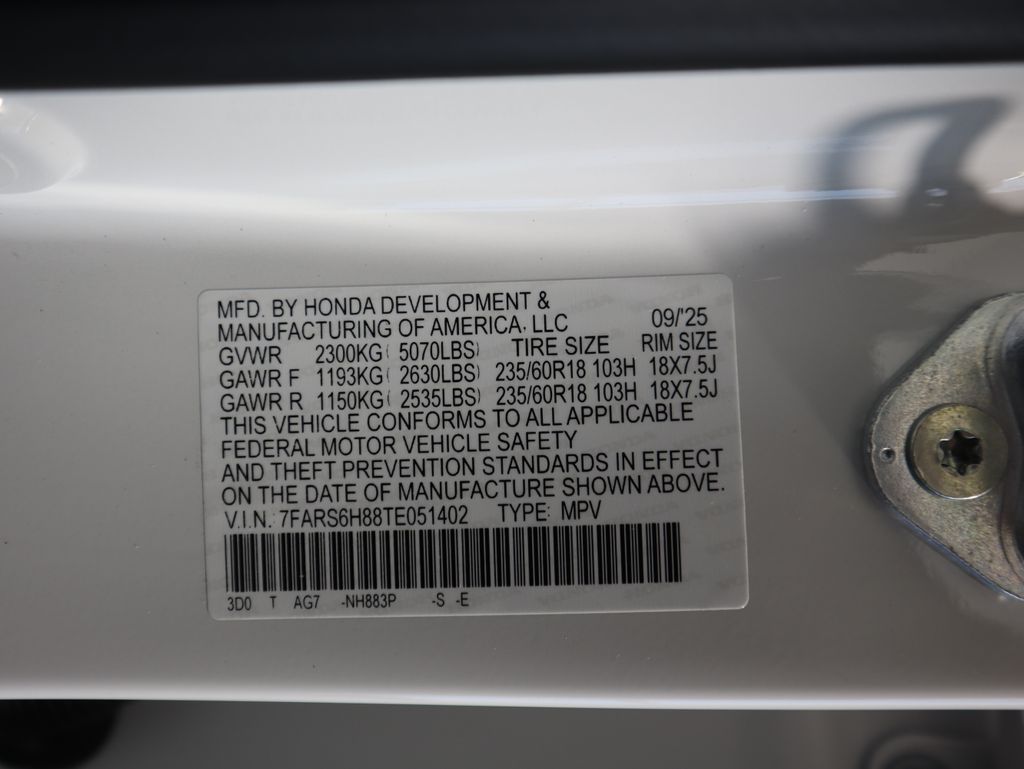 MFD. BY HONDA DEVELOPMENT &
MANUFACTURING OF AMERICA, LLC 09/'25
GVWR 2300KG( 5070LBS) TIRE SIZE RIM SIZE
GAWR F 1193KG( 2630LBS) 235/60R18 103H 18X7.5J
GAWR R 1150KG( 2535LBS) 235/60R18 103H 18X7.5J
THIS VEHICLE CONFORMS TO ALL APPLICABLE
FEDERAL MOTOR VEHICLE SAFETY
AND THEFT PREVENTION STANDARDS IN EFFECT
ON THE DATE OF MANUFACTURE SHOWN ABOVE.
V.I.N.: 7FARS6H88TE051402 TYPE: MPV
3D0 T AG7 -NH883P -S -E